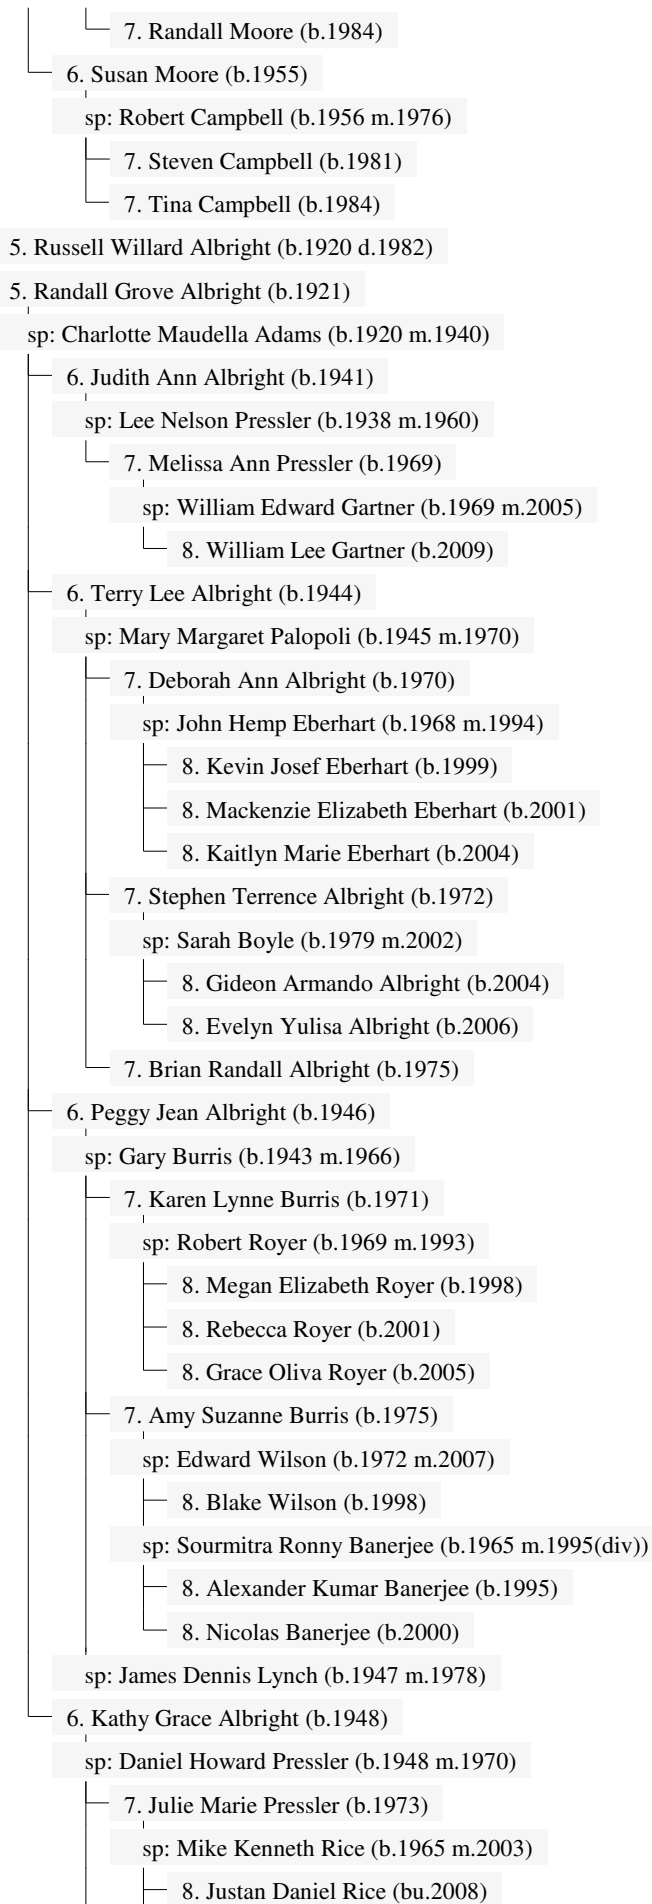 7. Randall Moore (b.1984)
6. Susan Moore (b.1955)
sp: Robert Campbell (b.1956 m.1976)
7. Steven Campbell (b.1981)
7. Tina Campbell (b.1984)
5. Russell Willard Albright (b.1920 d.1982)
5. Randall Grove Albright (b.1921)
sp: Charlotte Maudella Adams (b.1920 m.1940)
6. Judith Ann Albright (b.1941)
sp: Lee Nelson Pressler (b.1938 m.1960)
7. Melissa Ann Pressler (b.1969)
sp: William Edward Gartner (b.1969 m.2005)
8. William Lee Gartner (b.2009)
6. Terry Lee Albright (b.1944)
sp: Mary Margaret Palopoli (b.1945 m.1970)
7. Deborah Ann Albright (b.1970)
sp: John Hemp Eberhart (b.1968 m.1994)
8. Kevin Josef Eberhart (b.1999)
8. Mackenzie Elizabeth Eberhart (b.2001)
8. Kaitlyn Marie Eberhart (b.2004)
7. Stephen Terrence Albright (b.1972)
sp: Sarah Boyle (b.1979 m.2002)
8. Gideon Armando Albright (b.2004)
8. Evelyn Yulisa Albright (b.2006)
7. Brian Randall Albright (b.1975)
6. Peggy Jean Albright (b.1946)
sp: Gary Burris (b.1943 m.1966)
7. Karen Lynne Burris (b.1971)
sp: Robert Royer (b.1969 m.1993)
8. Megan Elizabeth Royer (b.1998)
8. Rebecca Royer (b.2001)
8. Grace Oliva Royer (b.2005)
7. Amy Suzanne Burris (b.1975)
sp: Edward Wilson (b.1972 m.2007)
8. Blake Wilson (b.1998)
sp: Sourmitra Ronny Banerjee (b.1965 m.1995(div))
8. Alexander Kumar Banerjee (b.1995)
8. Nicolas Banerjee (b.2000)
sp: James Dennis Lynch (b.1947 m.1978)
6. Kathy Grace Albright (b.1948)
sp: Daniel Howard Pressler (b.1948 m.1970)
7. Julie Marie Pressler (b.1973)
sp: Mike Kenneth Rice (b.1965 m.2003)
8. Justan Daniel Rice (bu.2008)